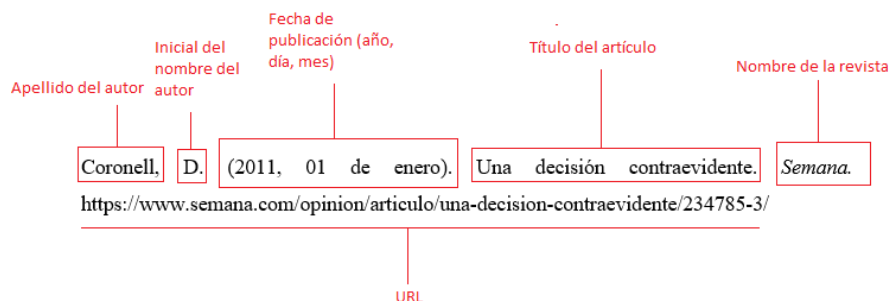 Fecha de
publicación (año,
día, mes)
Inicial del
nombre del
autor
Título del artículo
Nombre de la revista
Apellido del autor
Coronell, D. (2011, 01 de enero). Una decisión contraevidente. Semana.
https://www.semana.com/opinion/articulo/una-decision-contraevidente/234785-3/
URL